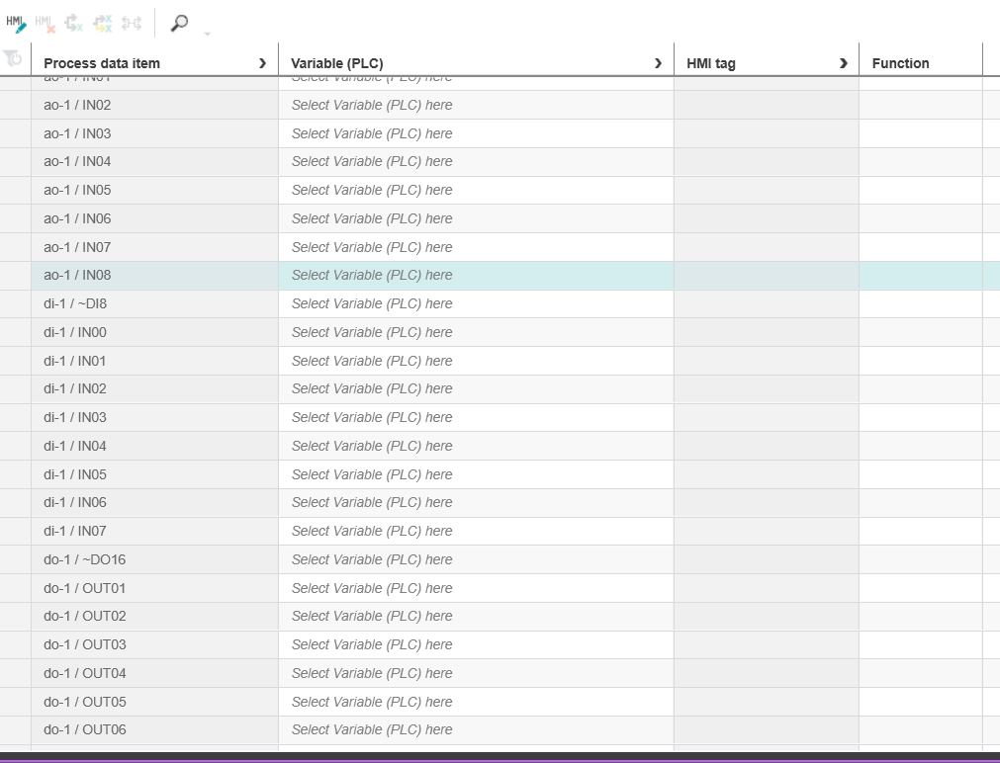 HMI HMI
Process data item Variable (PLC) HMI tag Function
ao-1 / IN01 Select Variable (PLC) here
ao-1 / IN02 Select Variable (PLC) here
ao-1 / IN03 Select Variable (PLC) here
ao-1 / IN04 Select Variable (PLC) here
ao-1 / IN05 Select Variable (PLC) here
ao-1 / IN06 Select Variable (PLC) here
ao-1 / IN07 Select Variable (PLC) here
ao-1 / IN08 Select Variable (PLC) here
di-1 / ~DI8 Select Variable (PLC) here
di-1 / IN00 Select Variable (PLC) here
di-1 / IN01 Select Variable (PLC) here
di-1 / IN02 Select Variable (PLC) here
di-1 / IN03 Select Variable (PLC) here
di-1 / IN04 Select Variable (PLC) here
di-1 / IN05 Select Variable (PLC) here
di-1 / IN06 Select Variable (PLC) here
di-1 / IN07 Select Variable (PLC) here
do-1 / ~DO16 Select Variable (PLC) here
do-1 / OUT01 Select Variable (PLC) here
do-1 / OUT02 Select Variable (PLC) here
do-1 / OUT03 Select Variable (PLC) here
do-1 / OUT04 Select Variable (PLC) here
do-1 / OUT05 Select Variable (PLC) here
do-1 / OUT06 Select Variable (PLC) here